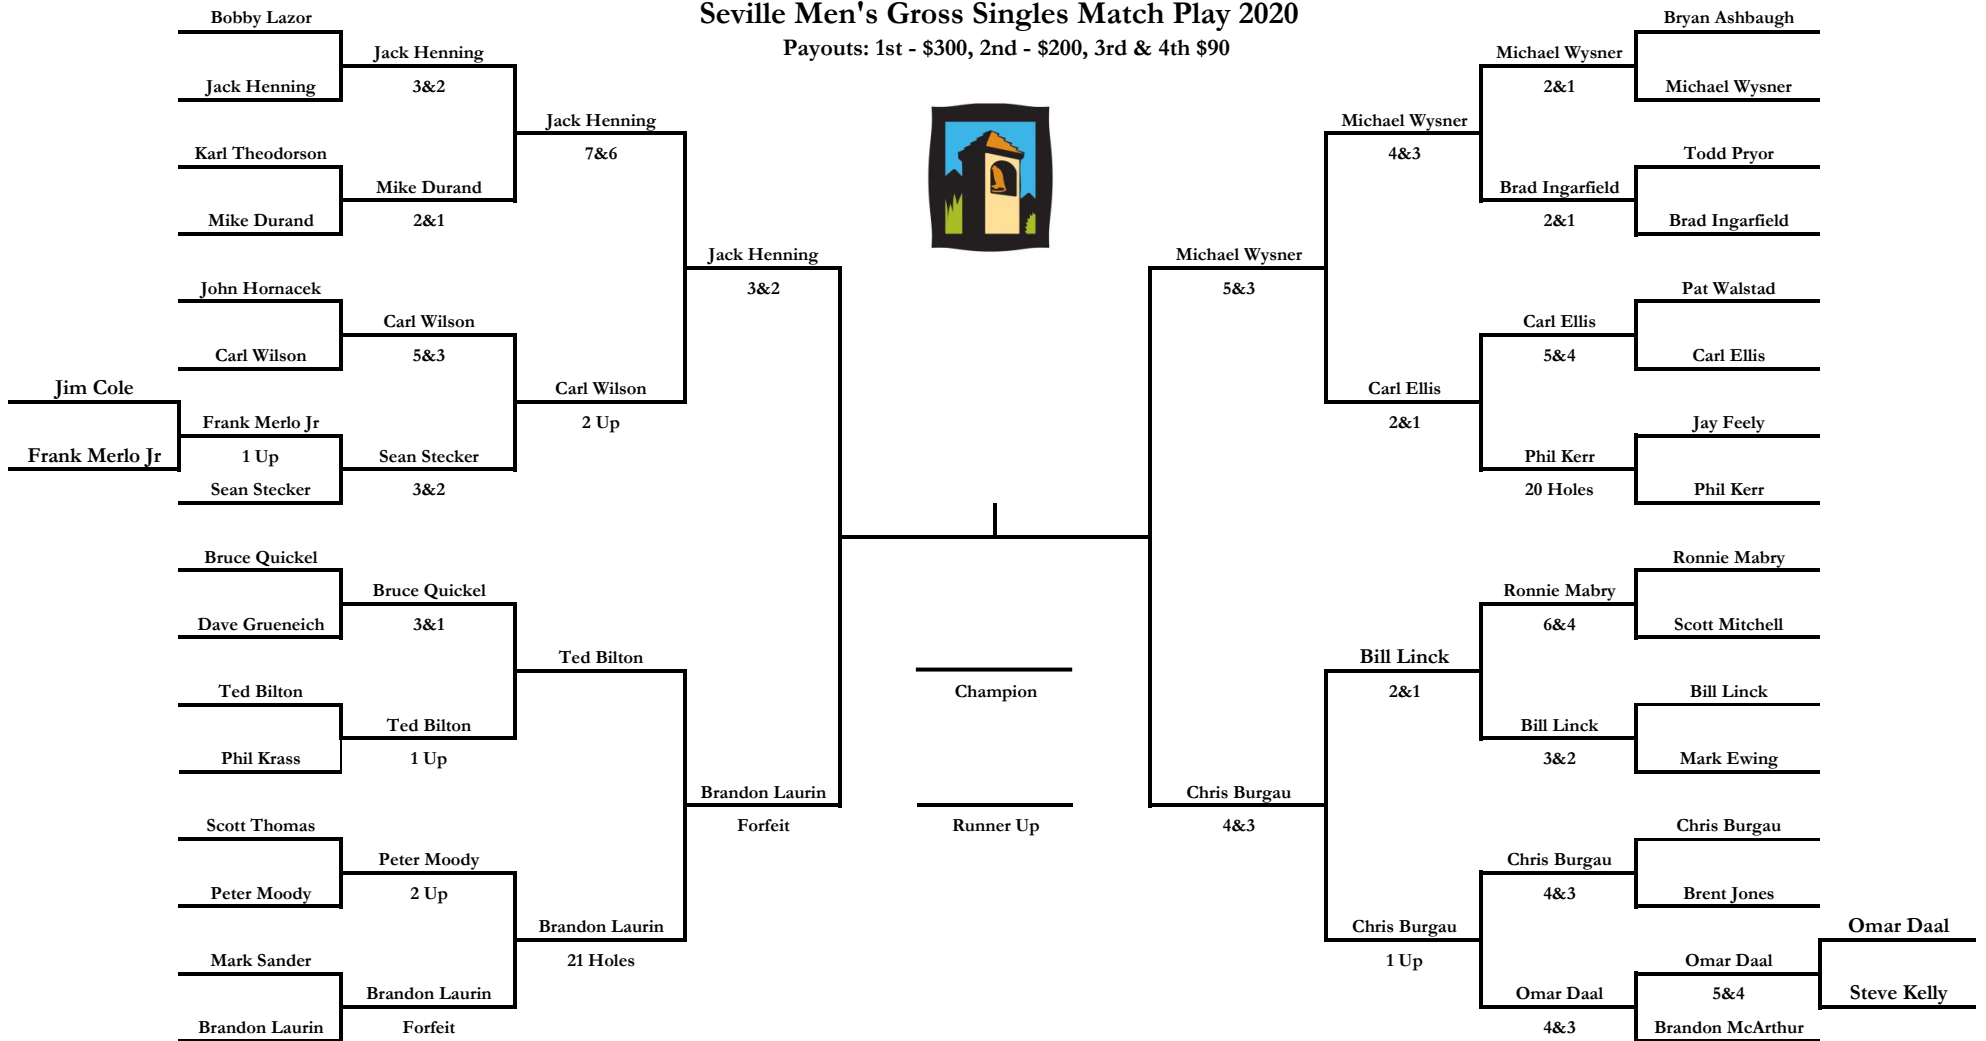 Seville Men's Gross Singles Match Play 2020
Payouts: 1st - $300, 2nd - $200, 3rd & 4th $90
Bobby Lazor
Jack Henning
Karl Theodorson
Mike Durand
John Hornacek
Carl Wilson
Jim Cole
Frank Merlo Jr
Frank Merlo Jr
1 Up
Sean Stecker
Bruce Quickel
Dave Grueneich
Ted Bilton
Phil Krass
Scott Thomas
Peter Moody
Mark Sander
Brandon Laurin
Jack Henning
3&2
Mike Durand
2&1
Carl Wilson
5&3
Sean Stecker
3&2
Bruce Quickel
3&1
Ted Bilton
1 Up
Peter Moody
2 Up
Brandon Laurin
Forfeit
Jack Henning
7&6
Carl Wilson
2 Up
Ted Bilton
Brandon Laurin
21 Holes
Jack Henning
3&2
Brandon Laurin
Forfeit
Champion
Runner Up
Michael Wysner
5&3
Chris Burgau
4&3
Michael Wysner
4&3
Carl Ellis
2&1
Bill Linck
2&1
Chris Burgau
1 Up
Michael Wysner
2&1
Brad Ingarfield
2&1
Carl Ellis
5&4
Phil Kerr
20 Holes
Ronnie Mabry
6&4
Bill Linck
3&2
Chris Burgau
4&3
Omar Daal
4&3
Bryan Ashbaugh
Michael Wysner
Todd Pryor
Brad Ingarfield
Pat Walstad
Carl Ellis
Jay Feely
Phil Kerr
Ronnie Mabry
Scott Mitchell
Bill Linck
Mark Ewing
Chris Burgau
Brent Jones
Omar Daal
5&4
Brandon McArthur
Omar Daal
Steve Kelly